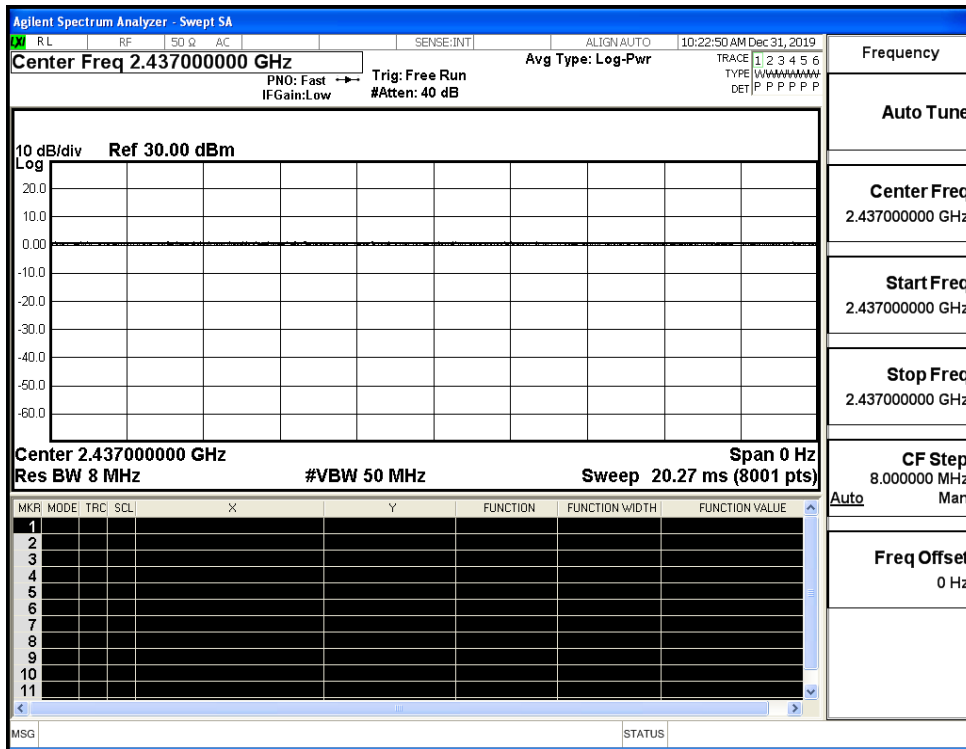 Agilent Spectrum Analyzer - Swept SA
LXI RL RF 50 Ω AC SENSE:INT ALIGN AUTO 10:22:50 AM Dec 31, 2019
Center Freq 2.437000000 GHz
Avg Type: Log-Pwr
TRACE 1 2 3 4 5 6
PNO: Fast Trig: Free Run
TYPE WWWWWW
IFGain:Low #Atten: 40 dB
DET P P P P P P
10 dB/div Ref 30.00 dBm
Log
20.0
10.0
0.00
-10.0
-20.0
-30.0
-40.0
-50.0
-60.0
Center 2.437000000 GHz Span 0 Hz
Res BW 8 MHz #VBW 50 MHz Sweep 20.27 ms (8001 pts)
MKR MODE TRC SCL X Y FUNCTION FUNCTION WIDTH FUNCTION VALUE
1
2
3
4
5
6
7
8
9
10
11
MSG STATUS
Frequency
Auto Tune
Center Freq
2.437000000 GHz
Start Freq
2.437000000 GHz
Stop Freq
2.437000000 GHz
CF Step
8.000000 MHz
Auto Man
Freq Offset
0 Hz